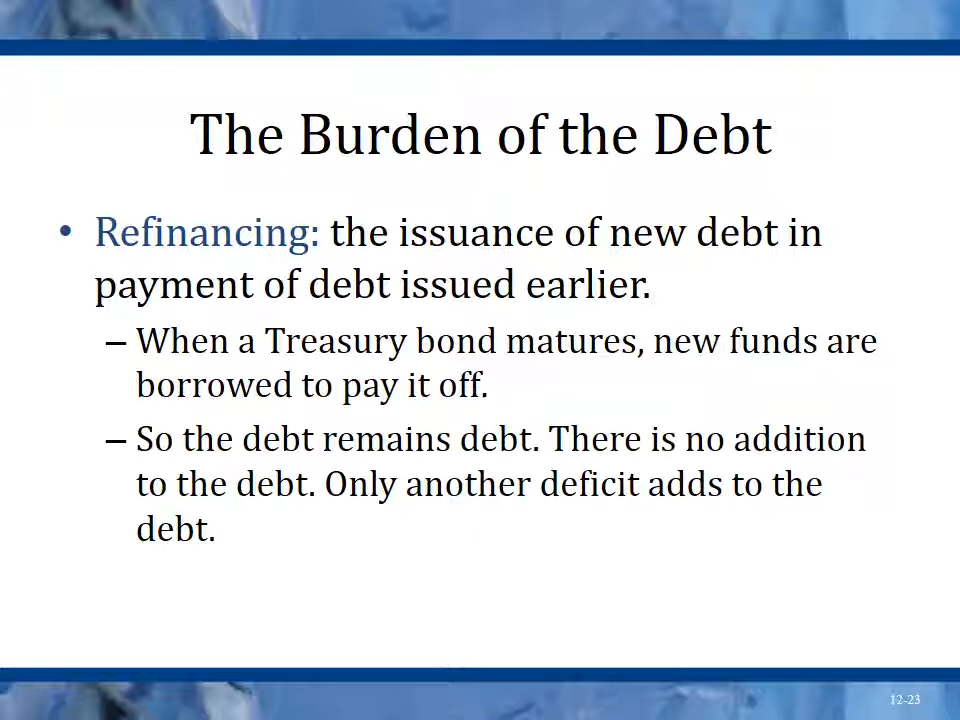 The Burden of the Debt
• Refinancing: the issuance of new debt in
payment of debt issued earlier.
– When a Treasury bond matures, new funds are
borrowed to pay it off.
– So the debt remains debt. There is no addition
to the debt. Only another deficit adds to the
debt.
12-23